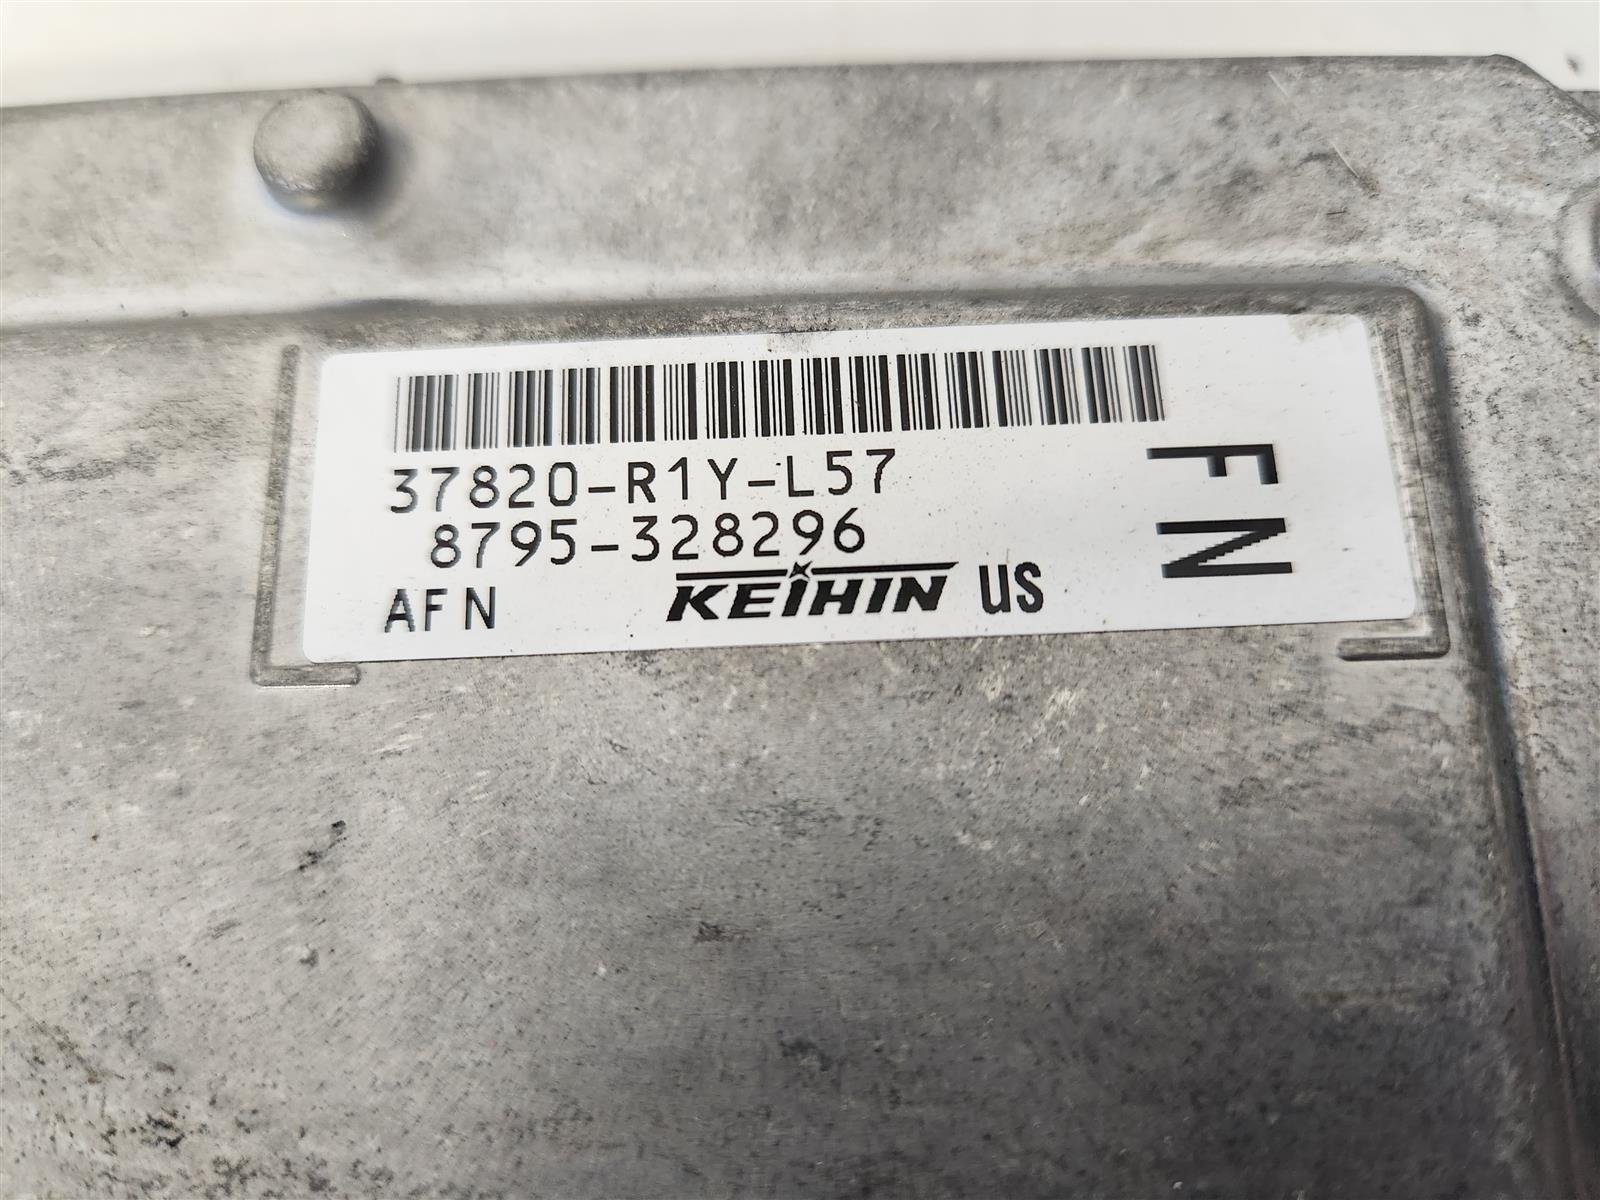 37820-R1Y-L57
8795-328296
AFN KEIHIN US
FN